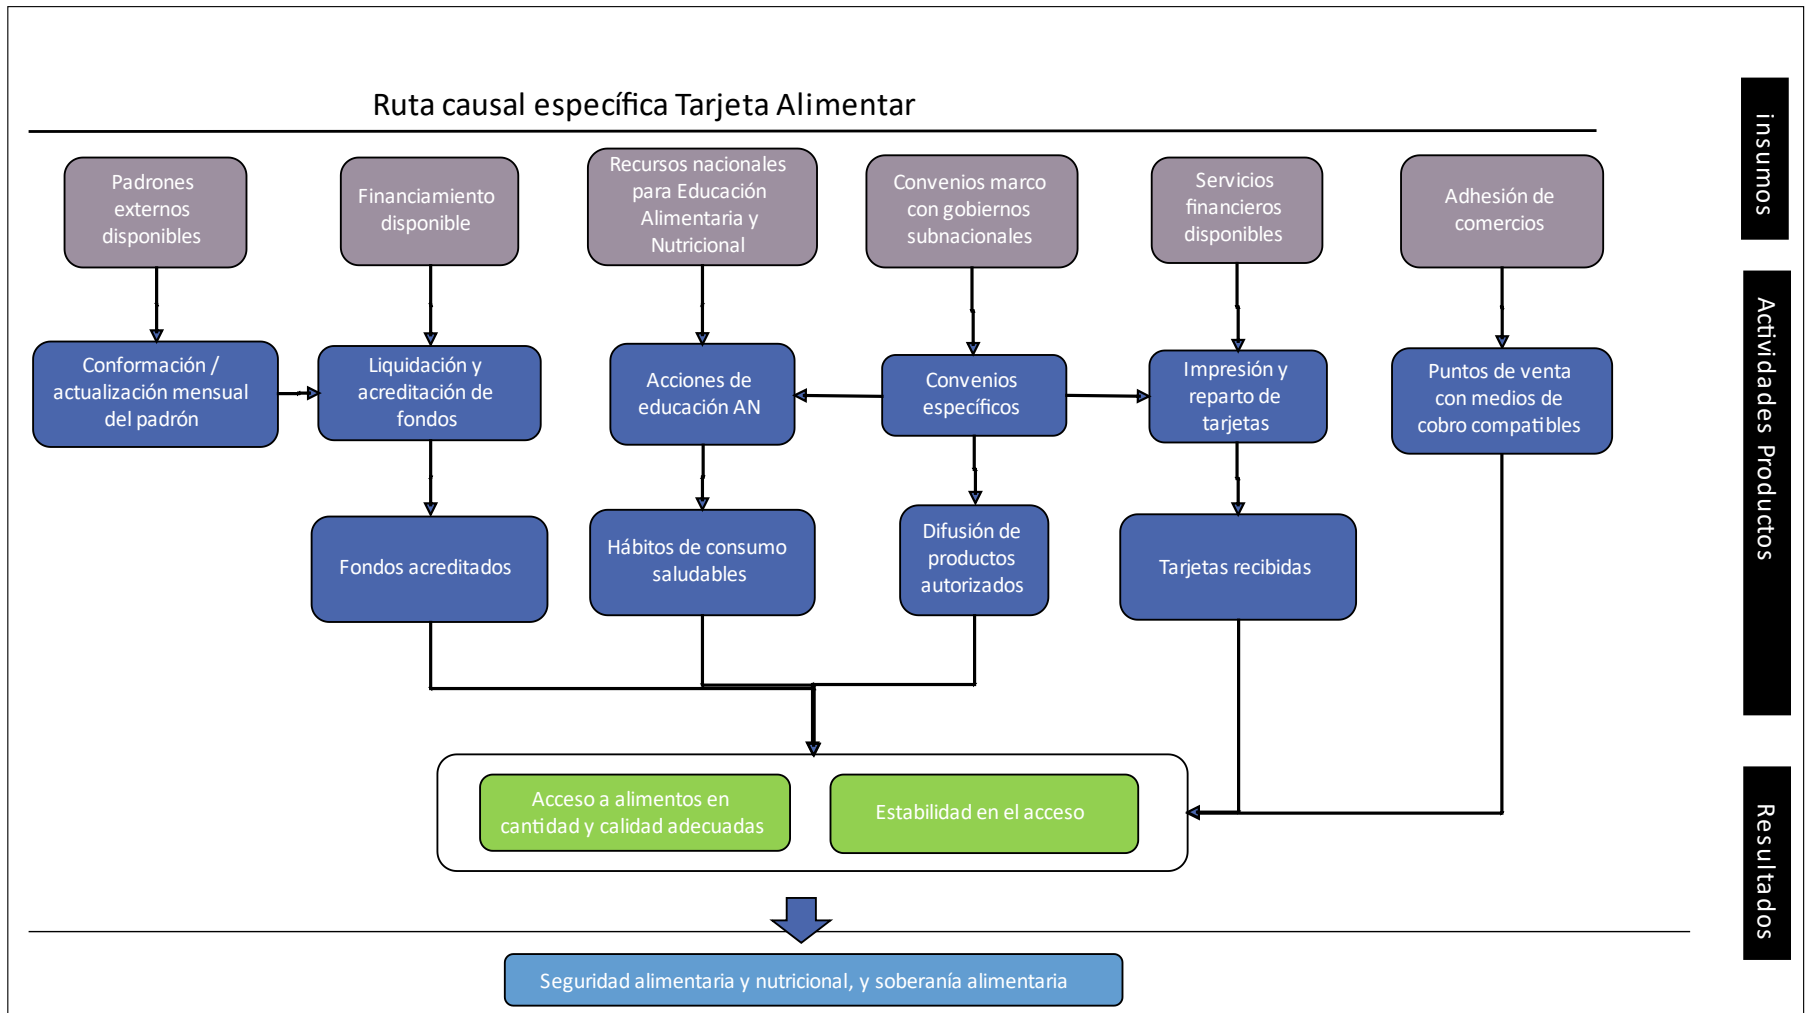 Ruta causal específica Tarjeta Alimentar
insumos
Padrones
externos
disponibles
Financiamiento
disponible
Recursos nacionales
para Educación
Alimentaria y
Nutricional
Convenios marco
con gobiernos
subnacionales
Servicios
financieros
disponibles
Adhesión de
comercios
Actividades Productos
Conformación /
actualización mensual
del padrón
Liquidación y
acreditación de
fondos
Acciones de
educación AN
Convenios
específicos
Impresión y
reparto de
tarjetas
Puntos de venta
con medios de
cobro compatibles
Fondos acreditados
Hábitos de consumo
saludables
Difusión de
productos
autorizados
Tarjetas recibidas
Resultados
Acceso a alimentos en
cantidad y calidad adecuadas
Estabilidad en el acceso
Seguridad alimentaria y nutricional, y soberanía alimentaria